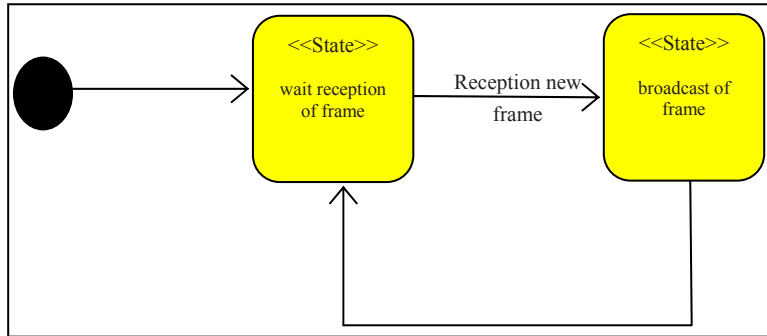 <<State>>
wait reception
of frame
Reception new
frame
<<State>>
broadcast of
frame